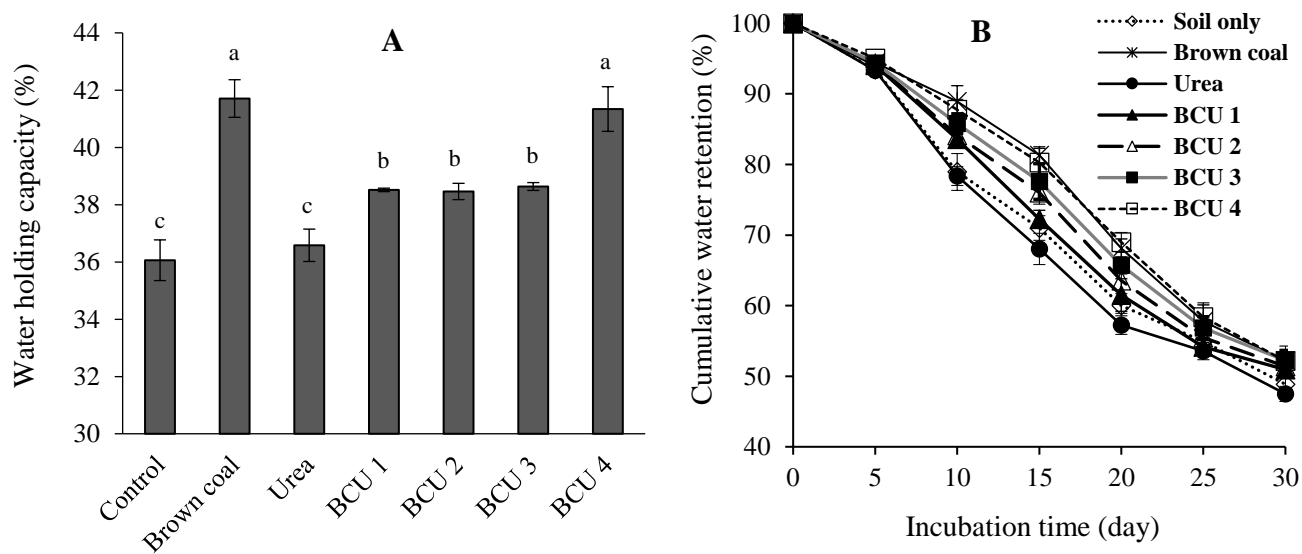 A
Water holding capacity (%)
44
42
40
38
36
34
32
30
c
a
c
b
b
b
a
Control
Brown coal
Urea
BCU 1
BCU 2
BCU 3
BCU 4
B
Cumulative water retention (%)
100
90
80
70
60
50
40
0
5
10
15
20
25
30
Incubation time (day)
Soil only
Brown coal
Urea
BCU 1
BCU 2
BCU 3
BCU 4